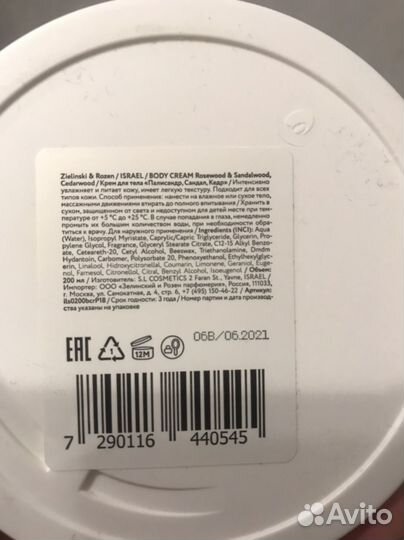 Zielinski & Rozen / ISRAEL / BODY CREAM Rosewood & Sandalwood,
Cedarwood / Крем для тела «Палисандр, Сандал, Кедр» / Интенсивно
увлажняет и питает кожу, имеет легкую текстуру. Подходит для всех
типов кожи. Способ применения: нанести на влажное или сухое тело,
массажными движениями втирать до полного впитывания / Хранить в
сухом, защищенном от света и недоступном для детей месте при темпе-
ратуре от +5 °C до +25 °C. В случае попадания в глаза, немедленно
промыть их большим количеством воды, при необходимости обра-
титься к врачу. Для наружного применения / Ingredients (INCI): Aqua
(Water), Isopropyl Myristate, Caprylic/Capric Triglyceride, Glycerin, Pro-
pylene Glycol, Fragrance, Glyceryl Stearate Citrate, C12-15 Alkyl Benzo-
ate, Ceteareth-20, Cetyl Alcohol, Beeswax, Triethanolamine, Dmdm
Hydantoin, Carbomer, Polysorbate 20, Phenoxyethanol, Ethylhexylglyc-
erin, Linalool, Hidroxycitronellal, Coumarin, Limonene, Geraniol, Euge-
nol, Farnesol, Citronellol, Citral, Benzyl Alcohol, Isoeugenol / Объем:
200 мл / Изготовитель: S.L COSMETICS 2 Faran St., Yavne, ISRAEL /
Импортер: ООО «Зелинский и Розен парфюмерия», Россия, 111033,
г. Москва, ул. Самокатная, д. 4, стр. 6, +7 (495) 150-46-22 / Артикул:
ils0200bcrP18 / Срок годности: 3 года / Номер партии и дата производ-
ства указаны на упаковке
EAC 1 12M
06B/06.2021
7 290116 440545
Avito